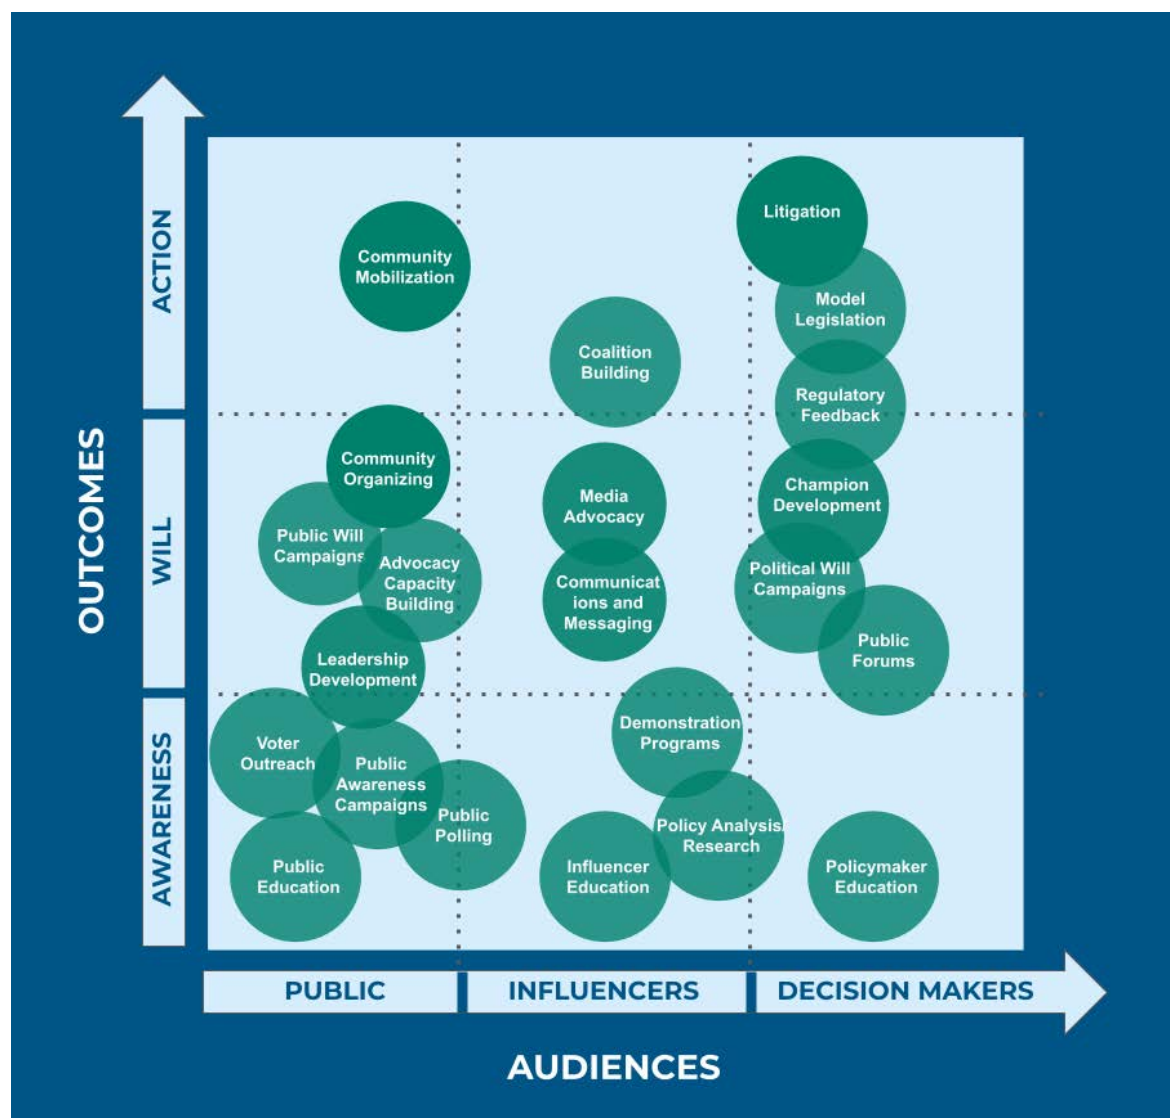 OUTCOMES
ACTION
WILL
AWARENESS
Community
Mobilization
Litigation
Model
Legislation
Coalition
Building
Regulatory
Feedback
Community
Organizing
Media
Advocacy
Champion
Development
Public Will
Campaigns
Advocacy
Capacity
Building
Communicat
ions and
Messaging
Political Will
Campaigns
Public
Forums
Leadership
Development
Voter
Outreach
Public
Awareness
Campaigns
Public
Polling
Public
Education
Demonstration
Programs
Policy Analysis/
Research
Influencer
Education
Policymaker
Education
PUBLIC
INFLUENCERS
DECISION MAKERS
AUDIENCES